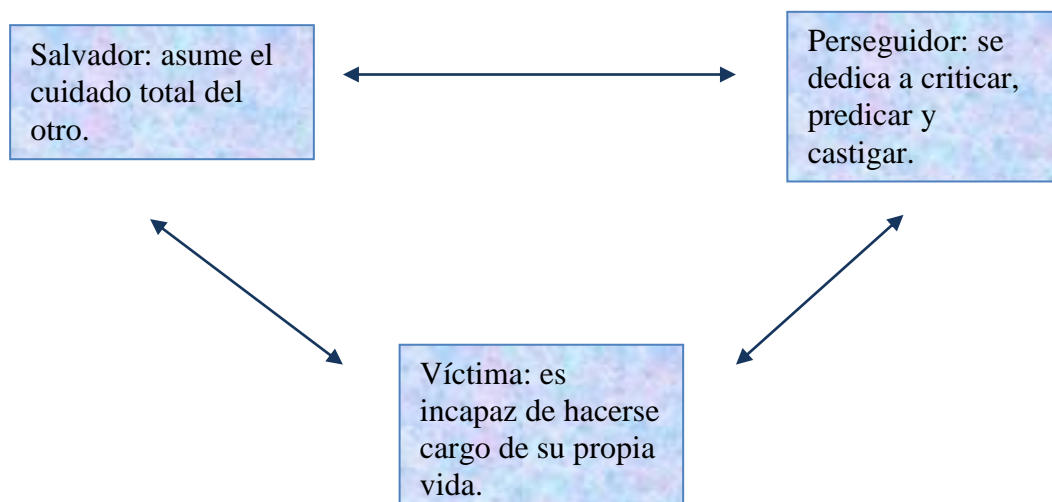 Salvador: asume el
cuidado total del
otro.
Perseguidor: se
dedica a criticar,
predicar y
castigar.
Víctima: es
incapaz de hacerse
cargo de su propia
vida.